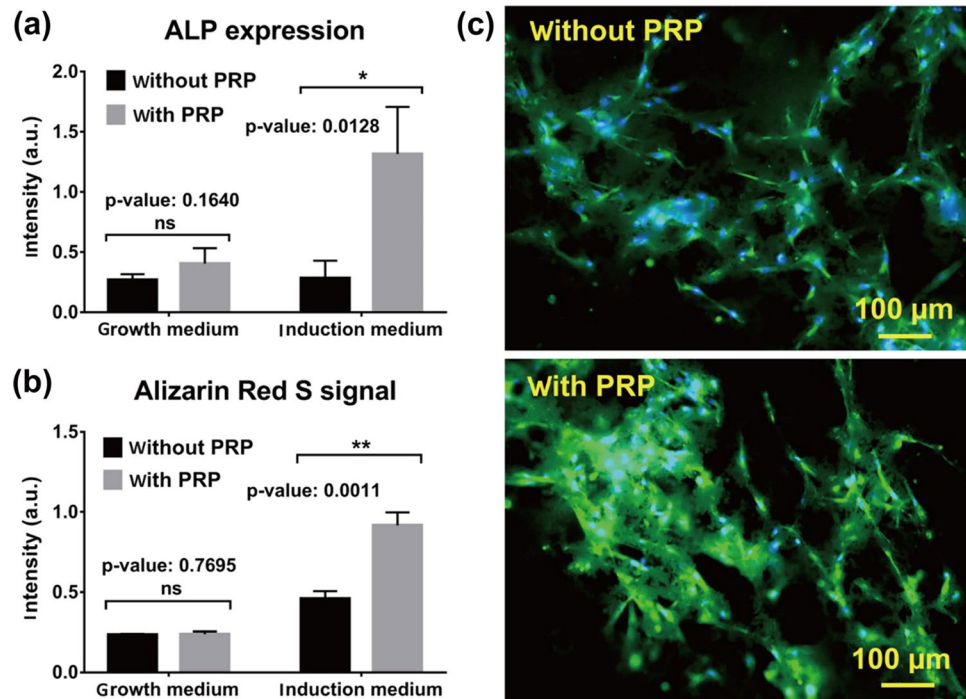 (a)
ALP expression
Intensity (a.u.)
2.0
1.5
1.0
0.5
0.0
Without PRP
With PRP
*
p-value: 0.0128
p-value: 0.1640
ns
Growth medium
Induction medium
(b)
Alizarin Red S signal
Intensity (a.u.)
1.5
1.0
0.5
0.0
Without PRP
With PRP
**
p-value: 0.0011
p-value: 0.7695
ns
Growth medium
Induction medium
(c)
Without PRP
100 µm
With PRP
100 µm